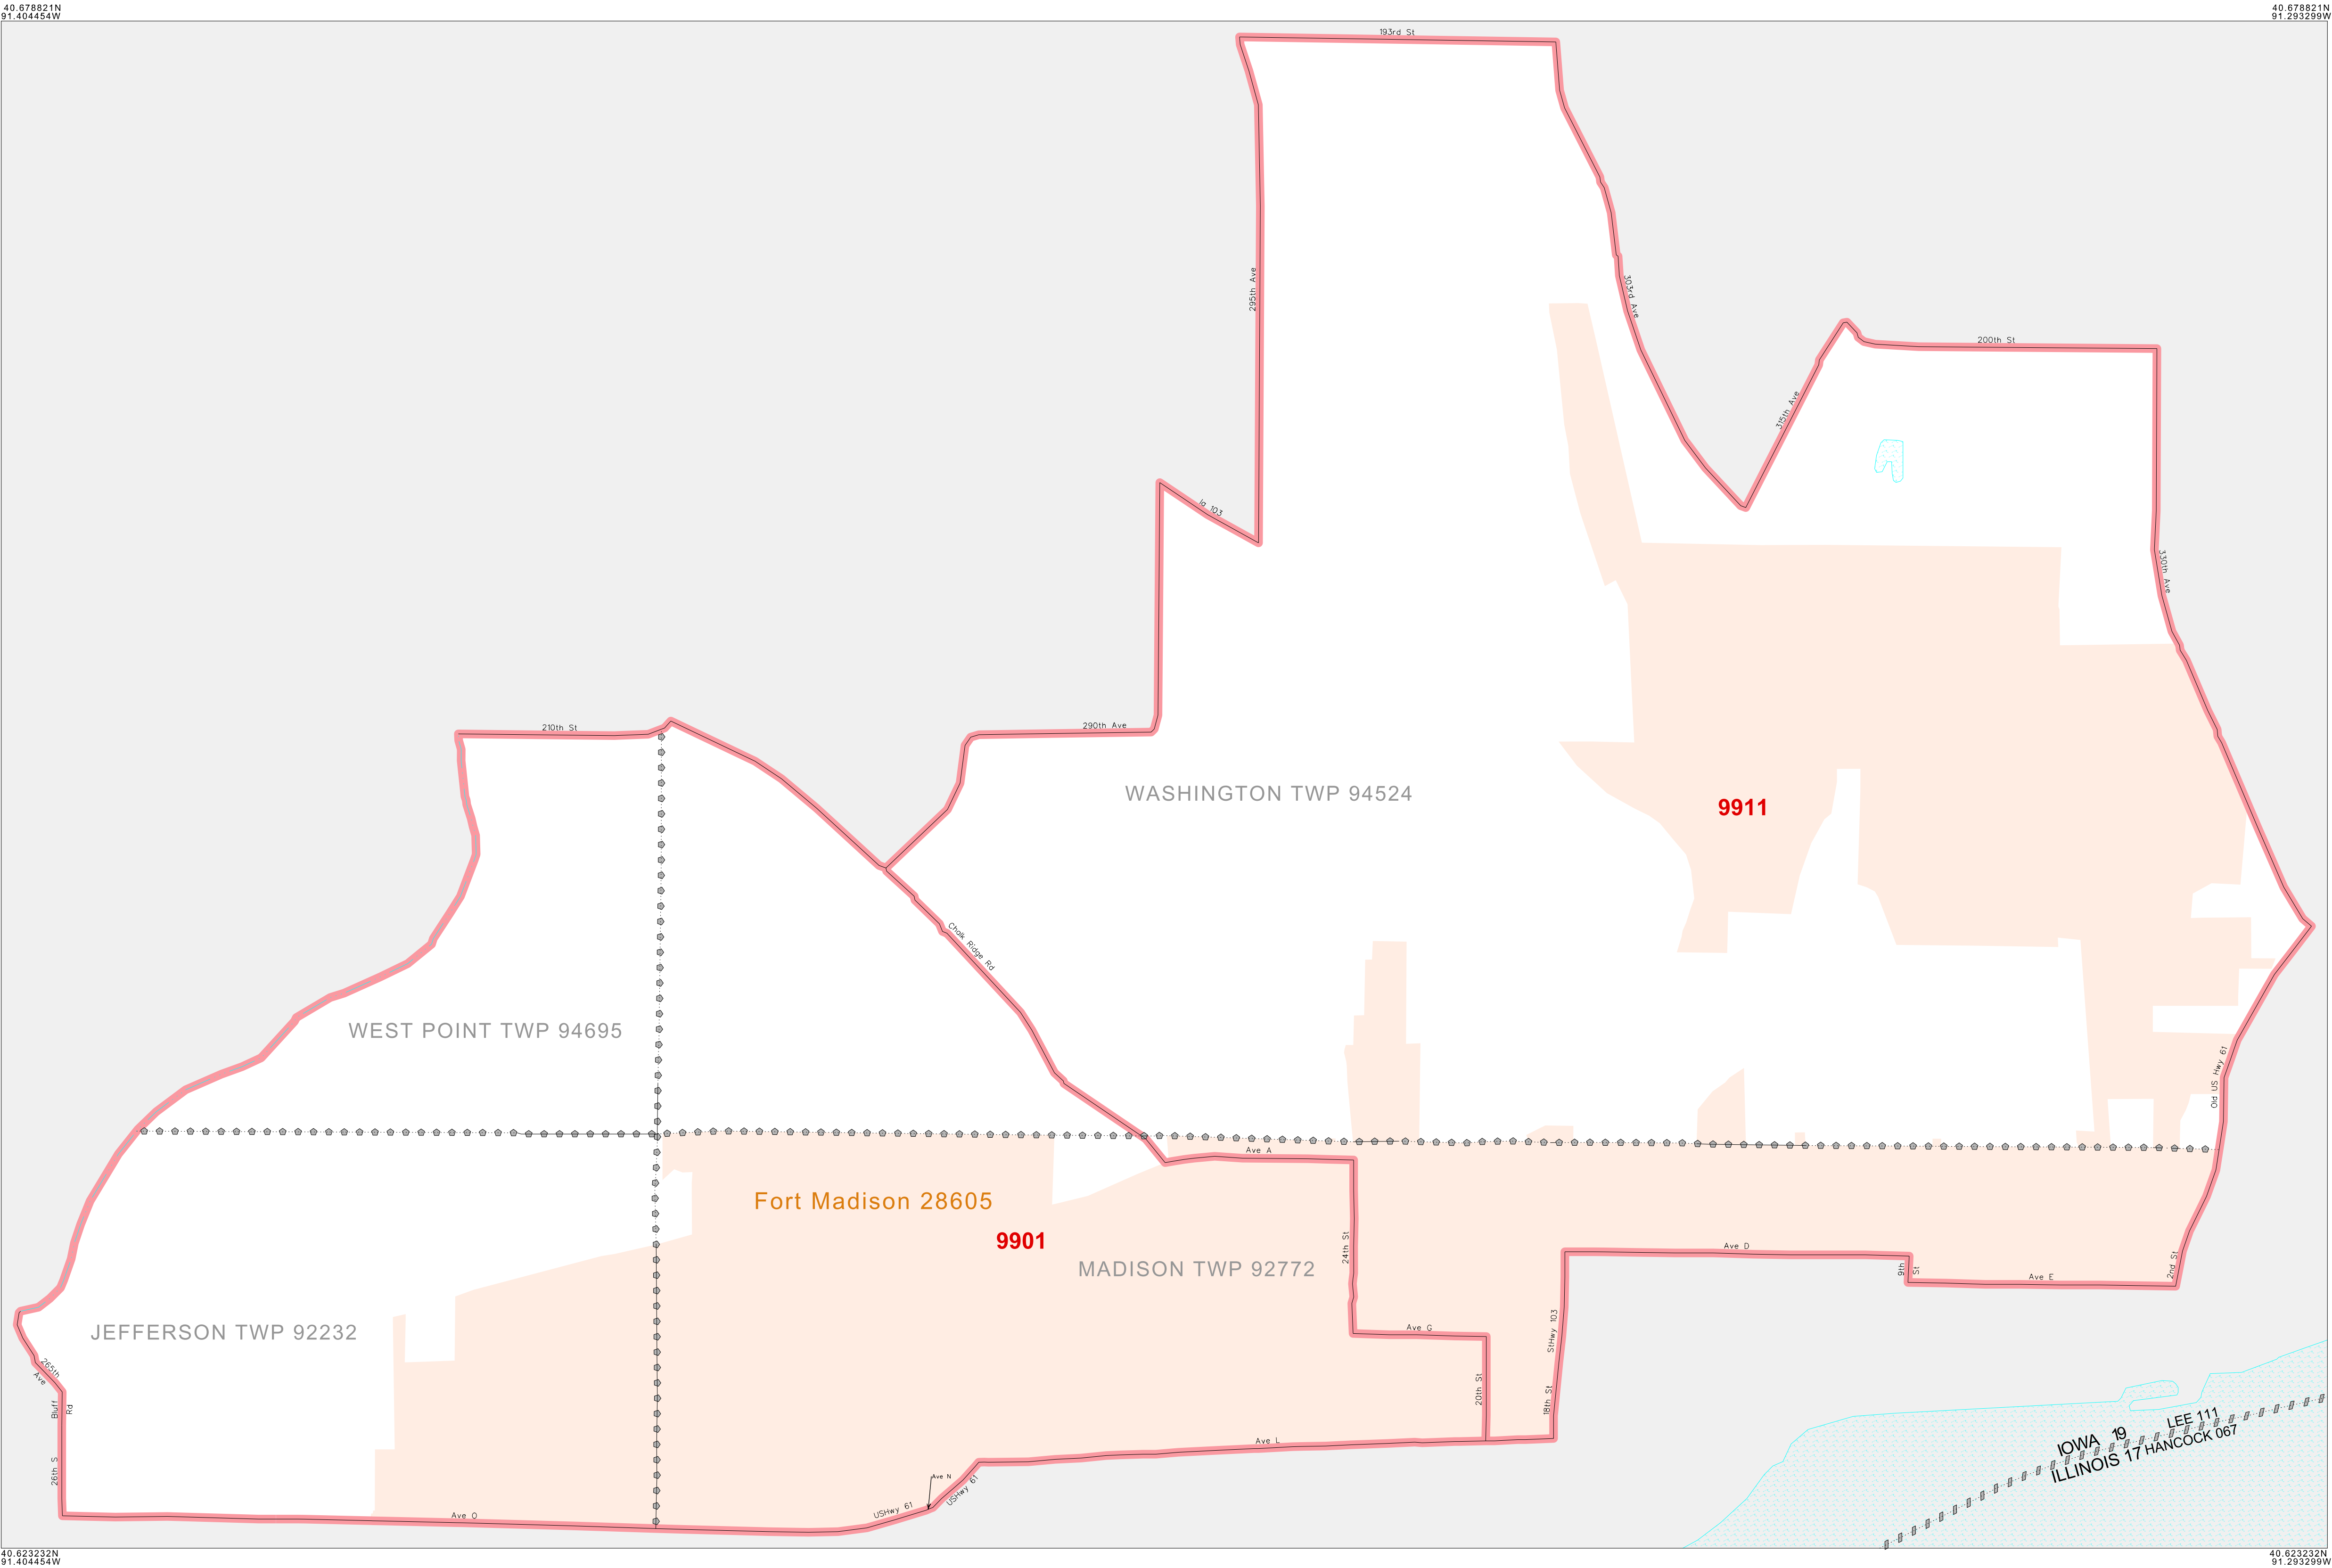 40.678821N
91.404454W
40.678821N
91.293299W
193rd St
295th Ave
303rd Ave
200th St
315th Ave
Ia 103
330th Ave
210th St
290th Ave
WASHINGTON TWP 94524
9911
Chalk Ridge Rd
WEST POINT TWP 94695
Old US Hwy 61
Ave A
Fort Madison 28605
9901
MADISON TWP 92772
24th St
Ave D
9th
St
Ave E
2nd St
JEFFERSON TWP 92232
Ave G
StHwy 103
265th
Ave
20th St
18th St
Bluff
Rd
26th S
Ave L
Ave N
USHwy 61
USHwy 61
Ave O
LEE 111
IOWA 19
HANCOCK 067
ILLINOIS 17
40.623232N
91.404454W
40.623232N
91.293299W